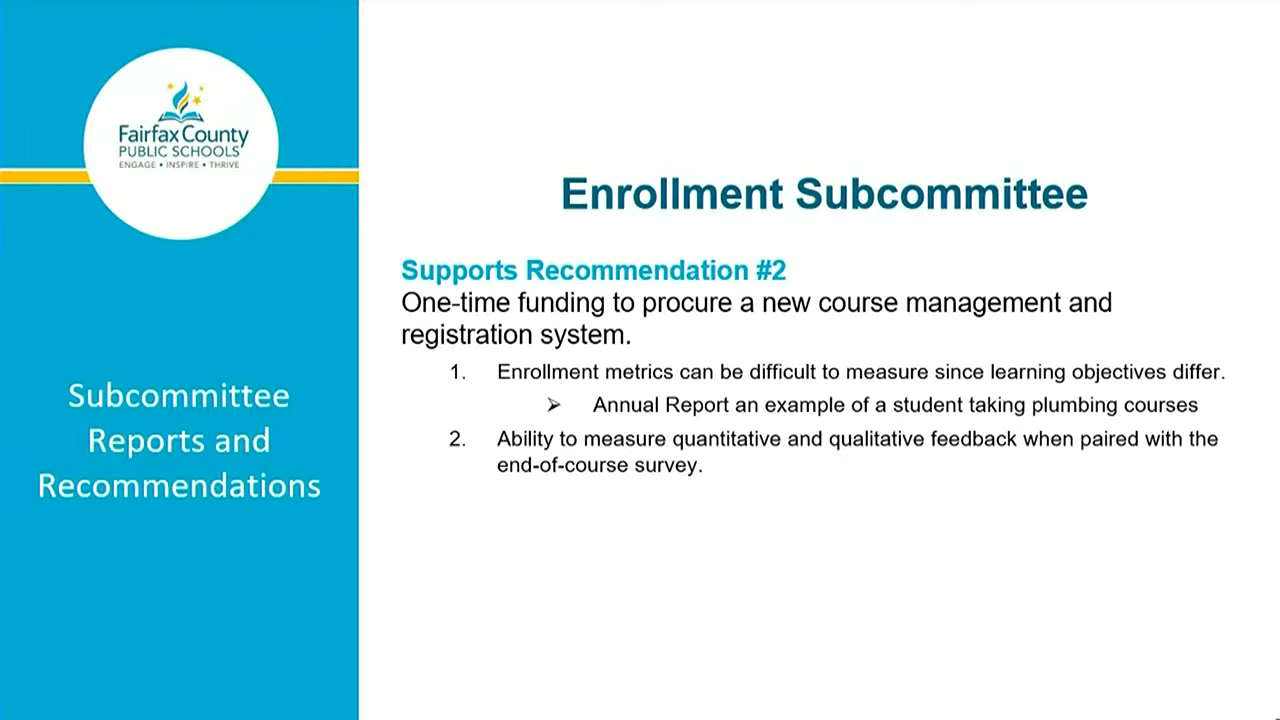 Fairfax County
PUBLIC SCHOOLS
ENGAGE • INSPIRE • THRIVE
Subcommittee
Reports and
Recommendations
Enrollment Subcommittee
Supports Recommendation #2
One-time funding to procure a new course management and
registration system.
1. Enrollment metrics can be difficult to measure since learning objectives differ.
➢ Annual Report an example of a student taking plumbing courses
2. Ability to measure quantitative and qualitative feedback when paired with the
end-of-course survey.